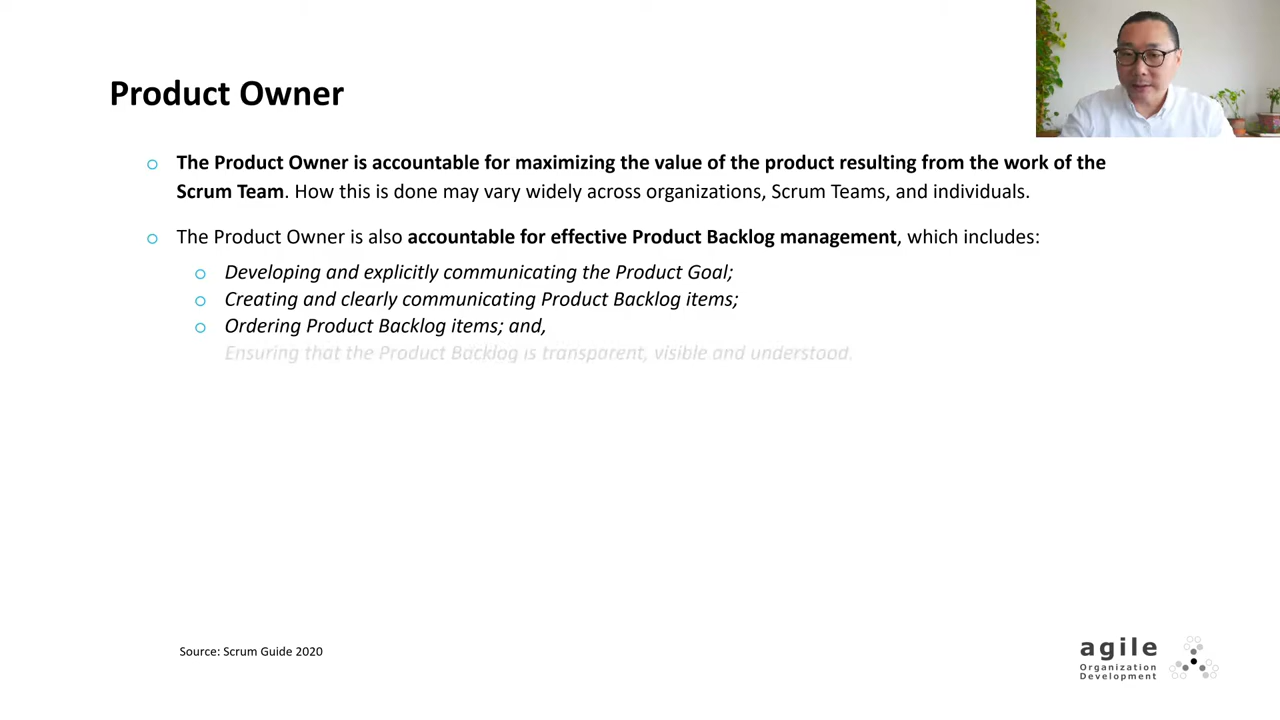 Product Owner
The Product Owner is accountable for maximizing the value of the product resulting from the work of the
Scrum Team. How this is done may vary widely across organizations, Scrum Teams, and individuals.
The Product Owner is also accountable for effective Product Backlog management, which includes:
Developing and explicitly communicating the Product Goal;
Creating and clearly communicating Product Backlog items;
Ordering Product Backlog items; and,
Ensuring that the Product Backlog is transparent, visible and understood.
Source: Scrum Guide 2020
agile
Organization
Development